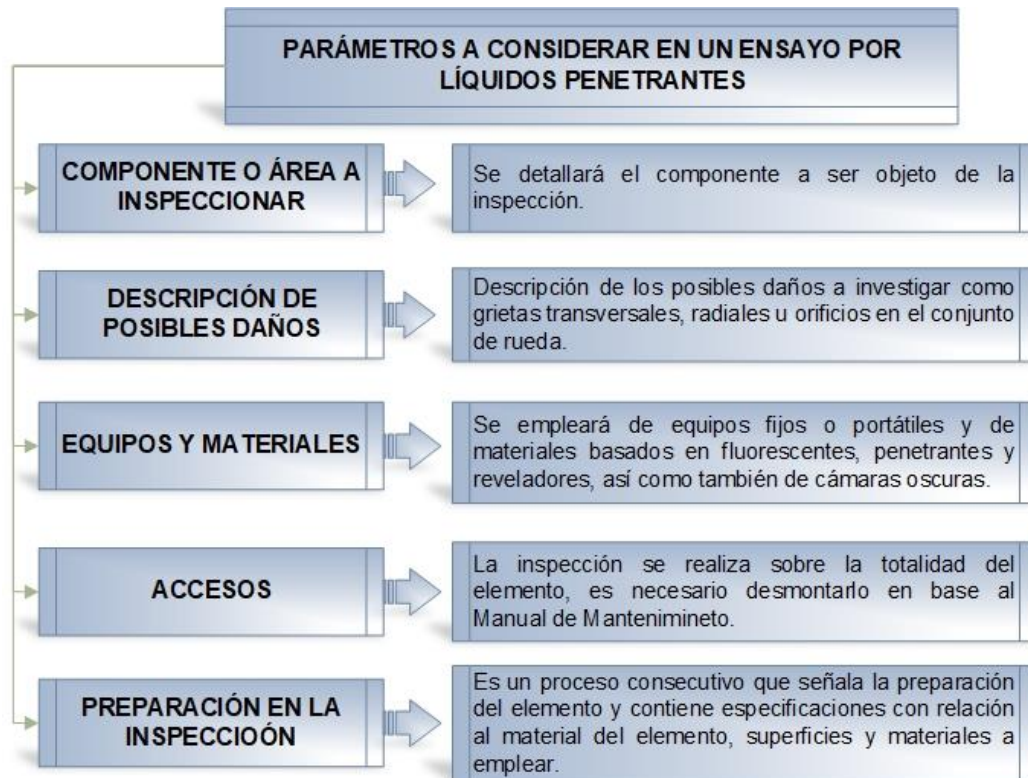 PARÁMETROS A CONSIDERAR EN UN ENSAYO POR
LÍQUIDOS PENETRANTES
COMPONENTE O ÁREA A
INSPECCIONAR
Se detallará el componente a ser objeto de la
inspección.
DESCRIPCIÓN DE
POSIBLES DAÑOS
Descripción de los posibles daños a investigar como
grietas transversales, radiales u orificios en el conjunto
de rueda.
EQUIPOS Y MATERIALES
Se empleará de equipos fijos o portátiles y de
materiales basados en fluorescentes, penetrantes y
reveladores, así como también de cámaras oscuras.
ACCESOS
La inspección se realiza sobre la totalidad del
elemento, es necesario desmontarlo en base al
Manual de Mantenimineto.
PREPARACIÓN EN LA
INSPECCIOÓN
Es un proceso consecutivo que señala la preparación
del elemento y contiene especificaciones con relación
al material del elemento, superficies y materiales a
emplear.